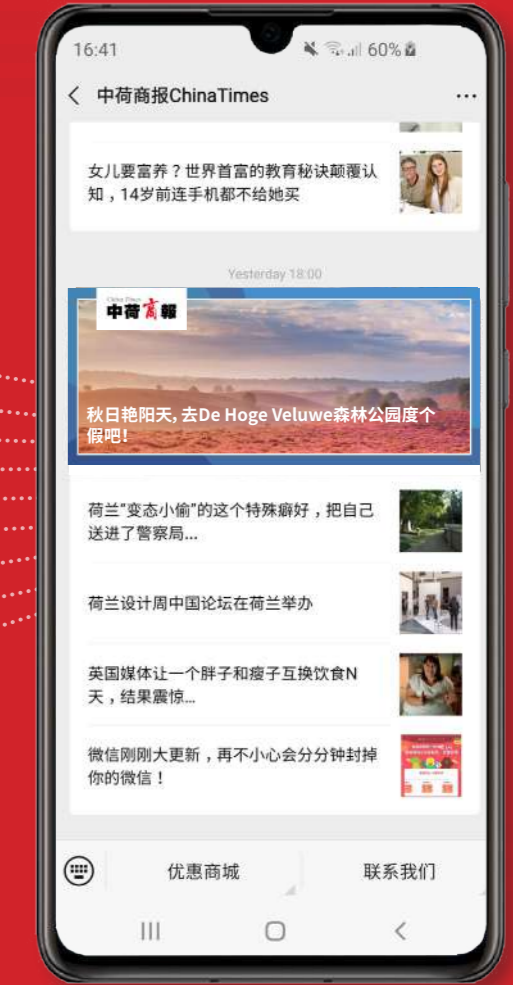 16:41
60%
中荷商报ChinaTimes
女儿要富养？世界首富的教育秘诀颠覆认
知，14岁前连手机都不给她买
Yesterday 18:00
China Times
中荷商報
秋日艳阳天, 去De Hoge Veluwe森林公园度个
假吧!
荷兰“变态小偷”的这个特殊癖好，把自己
送进了警察局...
荷兰设计周中国论坛在荷兰举办
英国媒体让一个胖子和瘦子互换饮食N
天，结果震惊...
微信刚刚大更新，再不小心会分分钟封掉
你的微信！
优惠商城
联系我们